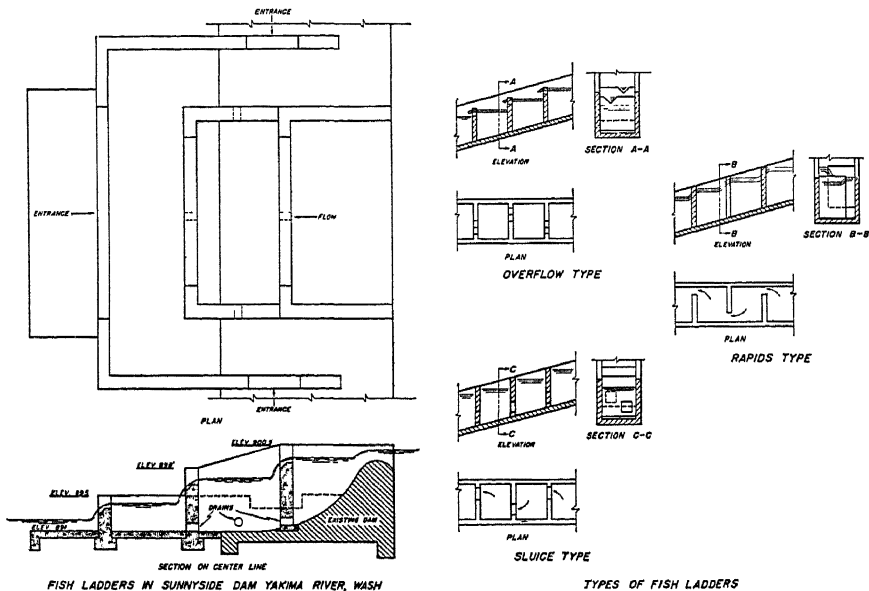 ENTRANCE
ENTRANCE
FLOW
ENTRANCE
PLAN
ELEV. 900.5
ELEV. 898'
ELEV. 895
ELEV. 891
DRAINS
EXISTING DAM
SECTION ON CENTER LINE
FISH LADDERS IN SUNNYSIDE DAM YAKIMA RIVER, WASH
A
A
ELEVATION
SECTION A-A
PLAN
OVERFLOW TYPE
B
B
ELEVATION
SECTION B-B
PLAN
RAPIDS TYPE
C
C
ELEVATION
SECTION C-C
PLAN
SLUICE TYPE
TYPES OF FISH LADDERS